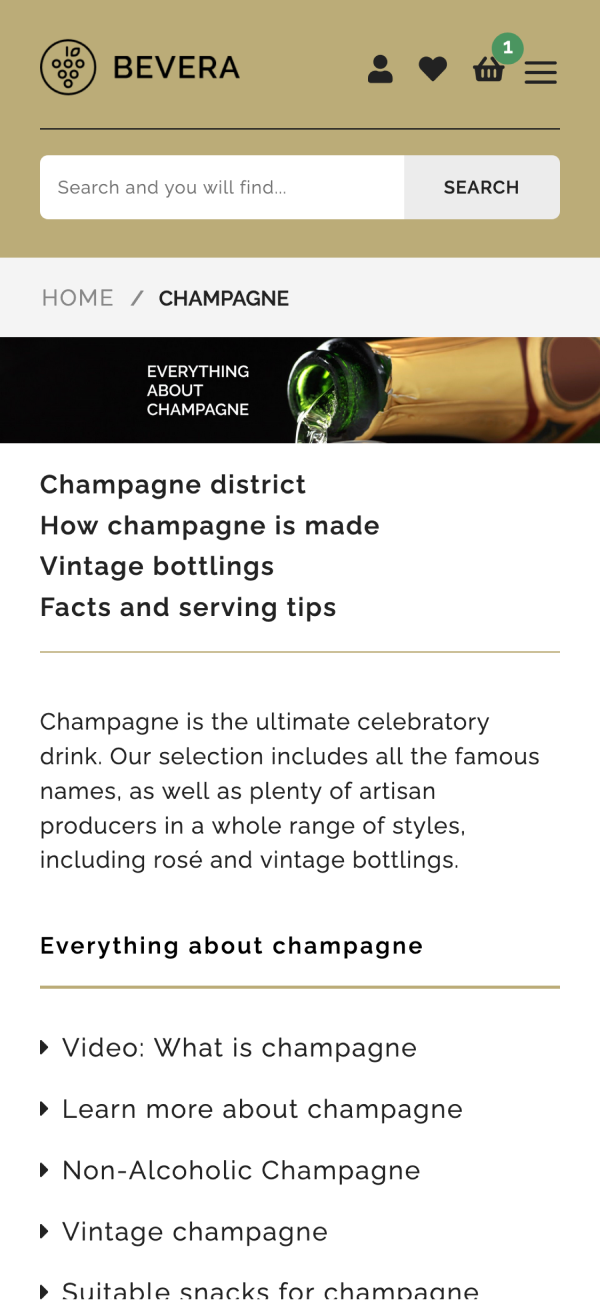 BEVERA
1
Search and you will find...
SEARCH
HOME / CHAMPAGNE
EVERYTHING
ABOUT
CHAMPAGNE
Champagne district
How champagne is made
Vintage bottlings
Facts and serving tips
Champagne is the ultimate celebratory
drink. Our selection includes all the famous
names, as well as plenty of artisan
producers in a whole range of styles,
including rosé and vintage bottlings.
Everything about champagne
Video: What is champagne
Learn more about champagne
Non-Alcoholic Champagne
Vintage champagne
Suitable snacks for champagne